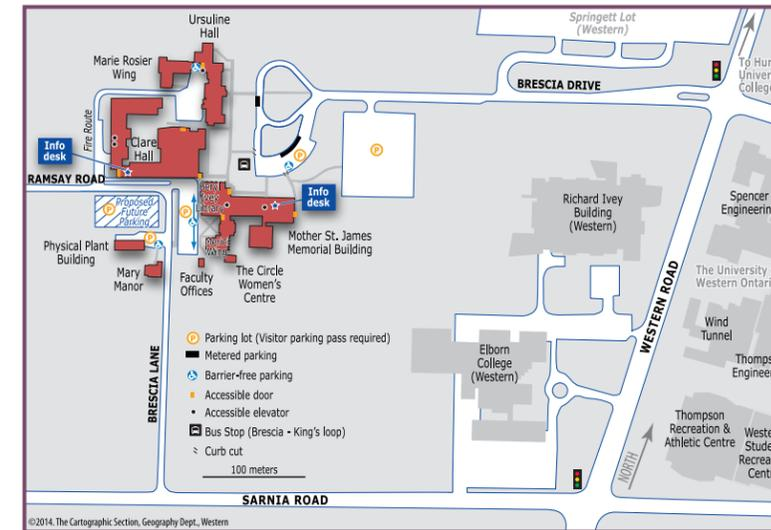 Springett Lot
(Western)
Ursuline
Hall
To Hur
Univer
College
Marie Rosier
Wing
BRESCIA DRIVE
Fire Route
Clare
Hall
Info
desk
RAMSAY ROAD
Info
desk
Proposed
Future
Parking
Richard Ivey
Building
(Western)
Spencer
Engineerin
Mother St. James
Memorial Building
Physical Plant
Building
Mary
Manor
Faculty
Offices
The Circle
Women's
Centre
The University
Western Ontari
WESTERN ROAD
Wind
Tunnel
Thomps
Enginee
Elborn
College
(Western)
BRESCIA LANE
Parking lot (Visitor parking pass required)
Metered parking
Barrier-free parking
Accessible door
Accessible elevator
Bus Stop (Brescia - King's loop)
Curb cut
100 meters
Thompson
Recreation &
Athletic Centre
Weste
Stude
Recrea
Cent
NORTH
SARNIA ROAD
©2014. The Cartographic Section, Geography Dept., Western